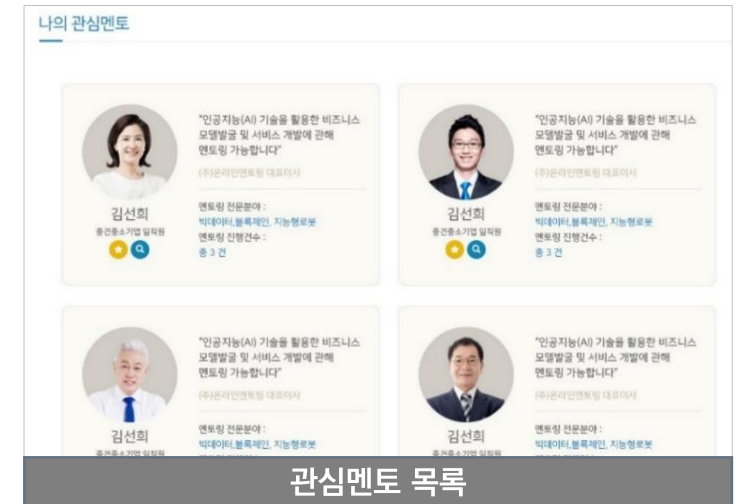 나의 관심멘토
"인공지능(AI) 기술을 활용한 비즈니스
모델발굴 및 서비스 개발에 관해
멘토링 가능합니다"
(주)온라인멘토링 대표이사
김선희
중견중소기업 임직원
멘토링 전문분야 :
빅데이터,블록체인, 지능형로봇
멘토링 진행건수 :
총 3 건
"인공지능(AI) 기술을 활용한 비즈니스
모델발굴 및 서비스 개발에 관해
멘토링 가능합니다"
(주)온라인멘토링 대표이사
김선희
중견중소기업 임직원
멘토링 전문분야 :
빅데이터,블록체인, 지능형로봇
멘토링 진행건수 :
총 3 건
"인공지능(AI) 기술을 활용한 비즈니스
모델발굴 및 서비스 개발에 관해
멘토링 가능합니다"
(주)온라인멘토링 대표이사
김선희
멘토링 전문분야 :
빅데이터,블록체인, 지능형로봇
"인공지능(AI) 기술을 활용한 비즈니스
모델발굴 및 서비스 개발에 관해
멘토링 가능합니다"
(주)온라인멘토링 대표이사
김선희
멘토링 전문분야 :
빅데이터,블록체인, 지능형로봇
관심멘토 목록